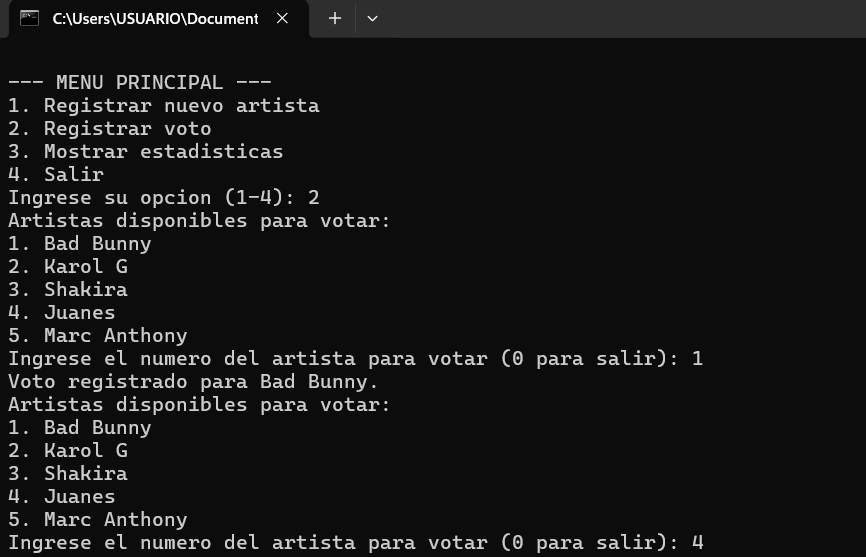 C:\Users\USUARIO\Document
--- MENU PRINCIPAL ---
1. Registrar nuevo artista
2. Registrar voto
3. Mostrar estadisticas
4. Salir
Ingrese su opcion (1-4): 2
Artistas disponibles para votar:
1. Bad Bunny
2. Karol G
3. Shakira
4. Juanes
5. Marc Anthony
Ingrese el numero del artista para votar (0 para salir): 1
Voto registrado para Bad Bunny.
Artistas disponibles para votar:
1. Bad Bunny
2. Karol G
3. Shakira
4. Juanes
5. Marc Anthony
Ingrese el numero del artista para votar (0 para salir): 4